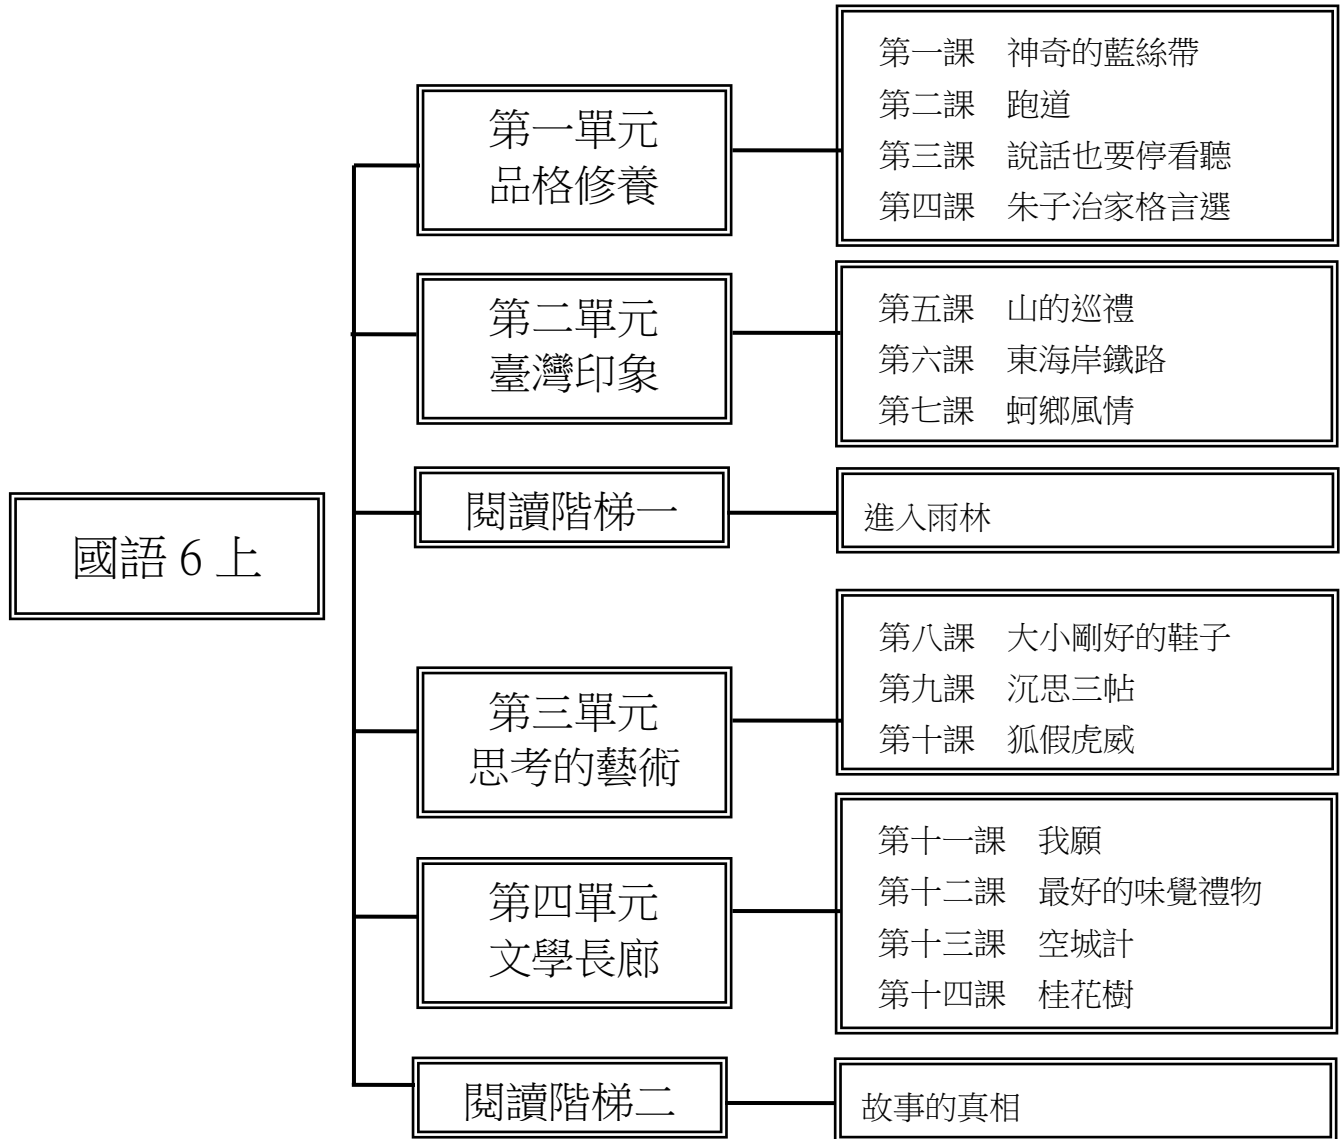 國語 6 上
第一單元
品格修養
第一課　神奇的藍絲帶
第二課　跑道
第三課　說話也要停看聽
第四課　朱子治家格言選
第二單元
臺灣印象
第五課　山的巡禮
第六課　東海岸鐵路
第七課　蚵鄉風情
閱讀階梯一
進入雨林
第三單元
思考的藝術
第八課　大小剛好的鞋子
第九課　沉思三帖
第十課　狐假虎威
第四單元
文學長廊
第十一課　我願
第十二課　最好的味覺禮物
第十三課　空城計
第十四課　桂花樹
閱讀階梯二
故事的真相